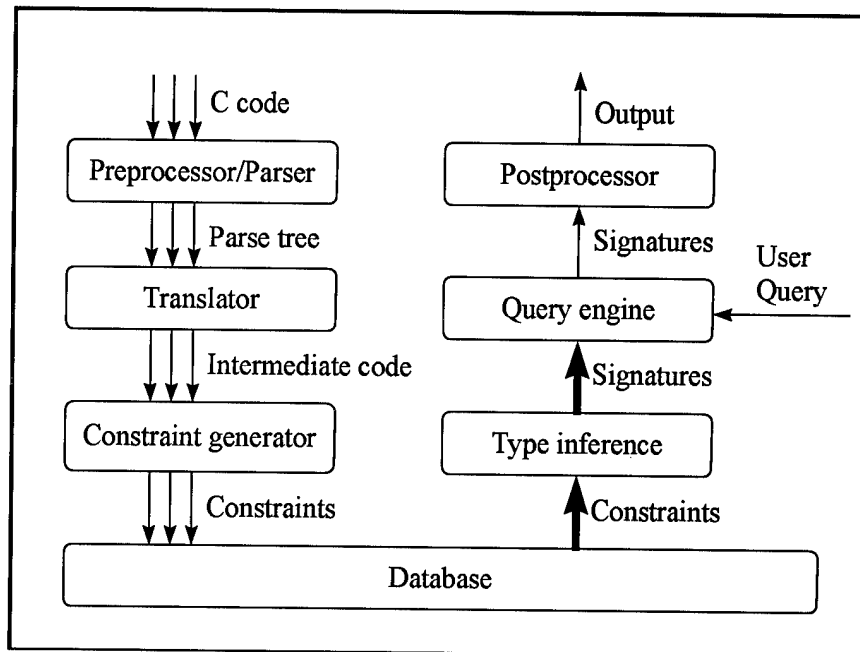 C code
Preprocessor/Parser
Parse tree
Translator
Intermediate code
Constraint generator
Constraints
Output
Postprocessor
Signatures
User
Query
Query engine
Signatures
Type inference
Constraints
Database